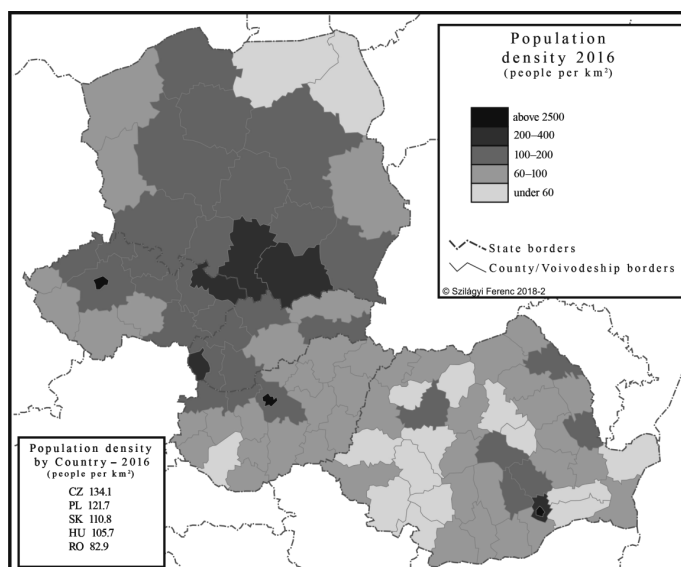 Population
density 2016
(people per km²)
above 2500
200–400
100–200
60–100
under 60
State borders
County/Voivodeship borders
© Szilágyi Ferenc 2018-2
Population density
by Country – 2016
(people per km²)
CZ 134.1
PL 121.7
SK 110.8
HU 105.7
RO 82.9